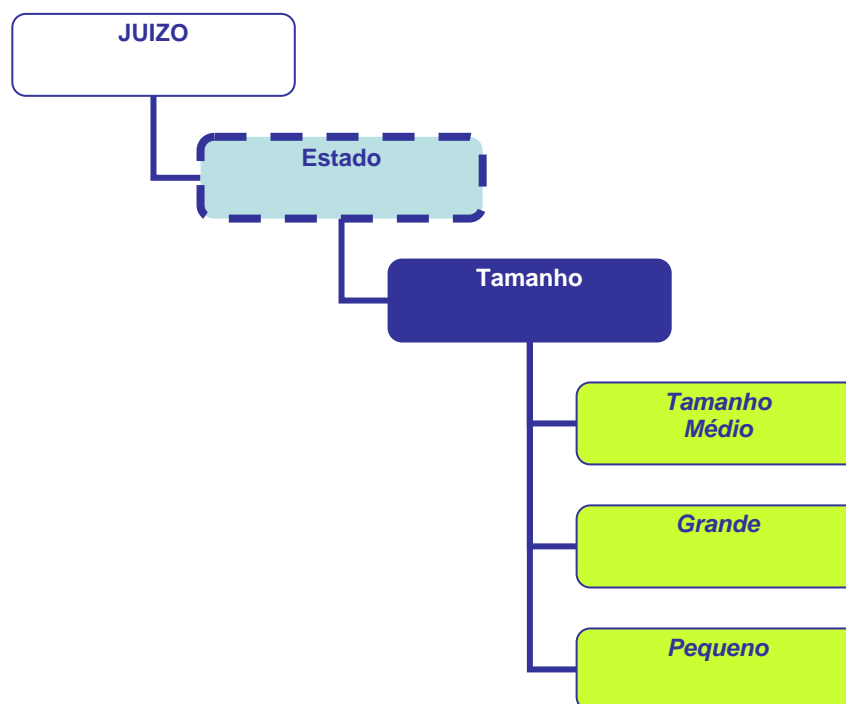 JUIZO
Estado
Tamanho
Tamanho
Médio
Grande
Pequeno